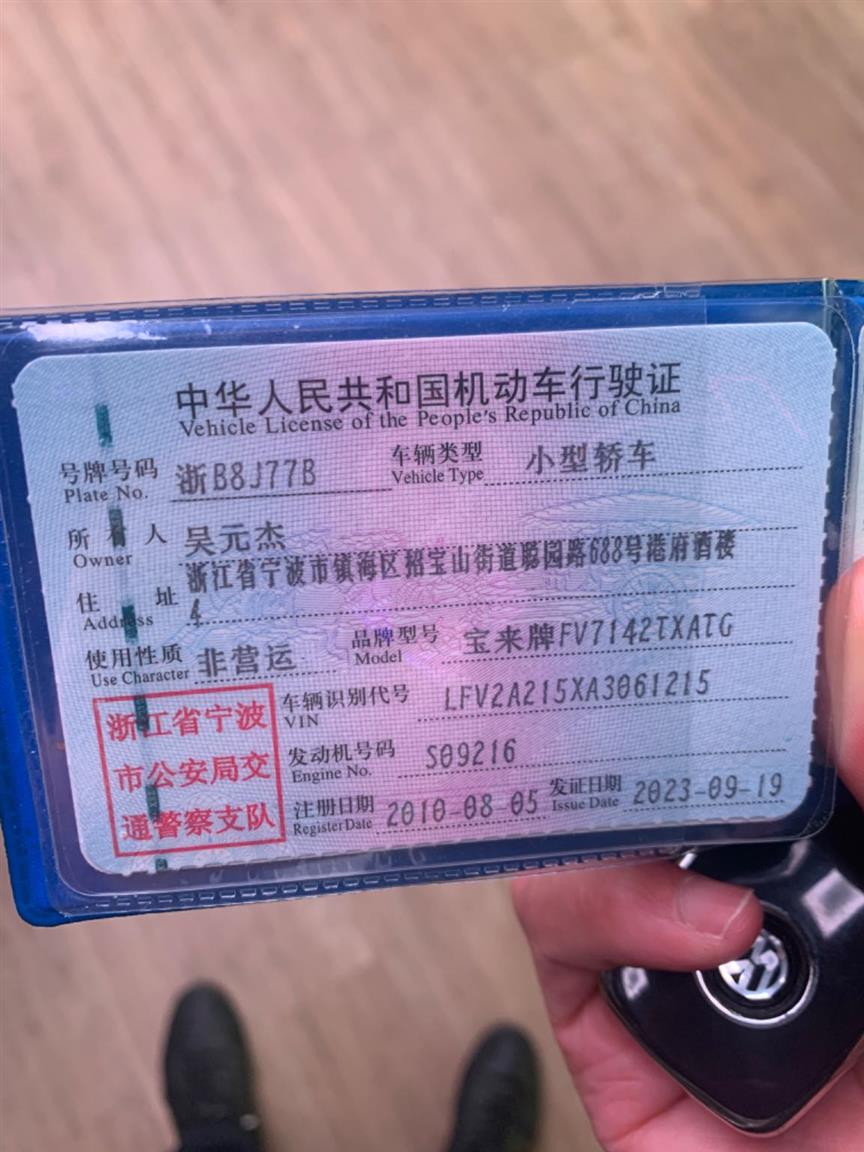 中华人民共和国机动车行驶证
Vehicle License of the People's Republic of China
号牌号码 浙B8J77B 车辆类型 小型轿车
Plate No. Vehicle Type
所有人 吴元杰
Owner
住址 浙江省宁波市镇海区招宝山街道聪园路688号港府酒楼
Address 4
使用性质 非营运 品牌型号 宝来牌FV7142TXATG
Use Character Model
车辆识别代号 LFV2A215XA3061215
VIN
发动机号码 S09216
Engine No.
注册日期 2010-08-05 发证日期 2023-09-19
Register Date Issue Date
浙江省宁波
市公安局交
通警察支队